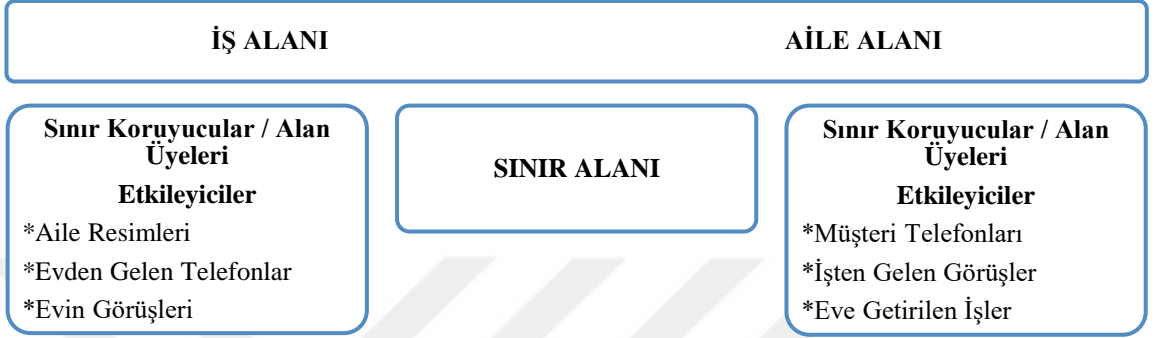 İŞ ALANI
AİLE ALANI
Sınır Koruyucular / Alan
Üyeleri
Etkileyiciler
*Aile Resimleri
*Evden Gelen Telefonlar
*Evin Görüşleri
SINIR ALANI
Sınır Koruyucular / Alan
Üyeleri
Etkileyiciler
*Müşteri Telefonları
*İşten Gelen Görüşler
*Eve Getirilen İşler